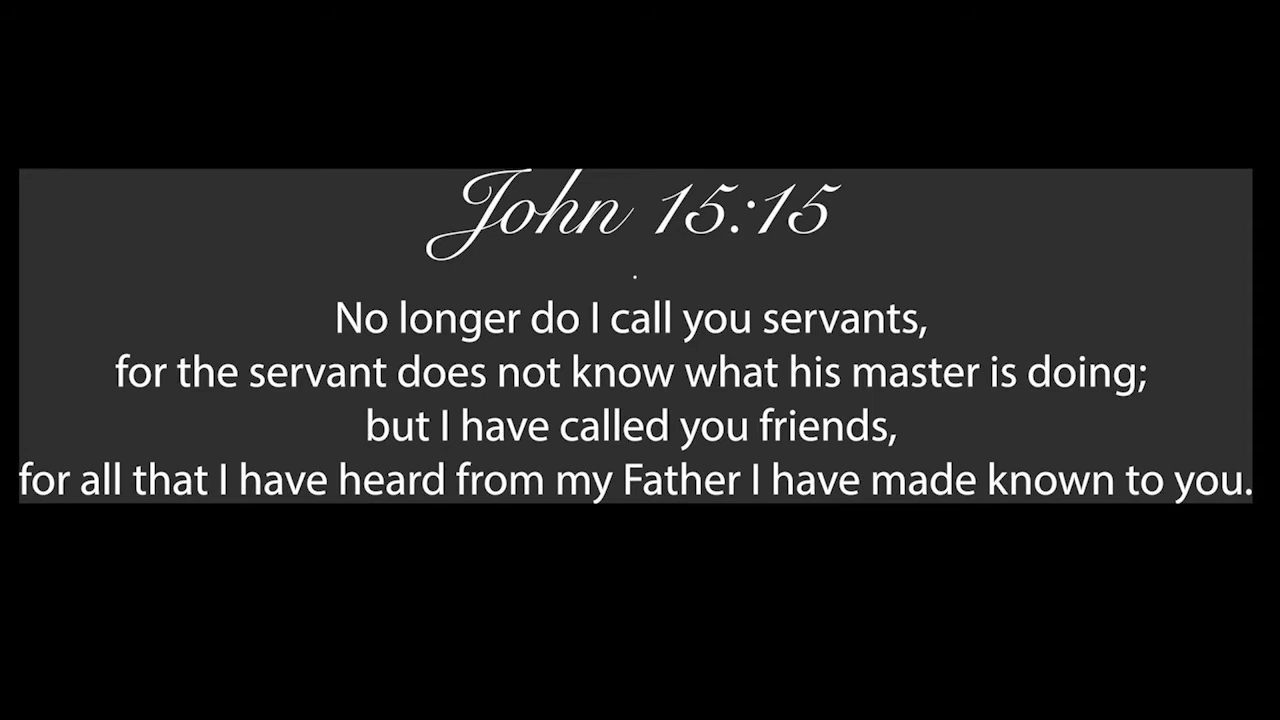 John 15:15
.
No longer do I call you servants,
for the servant does not know what his master is doing;
but I have called you friends,
for all that I have heard from my Father I have made known to you.